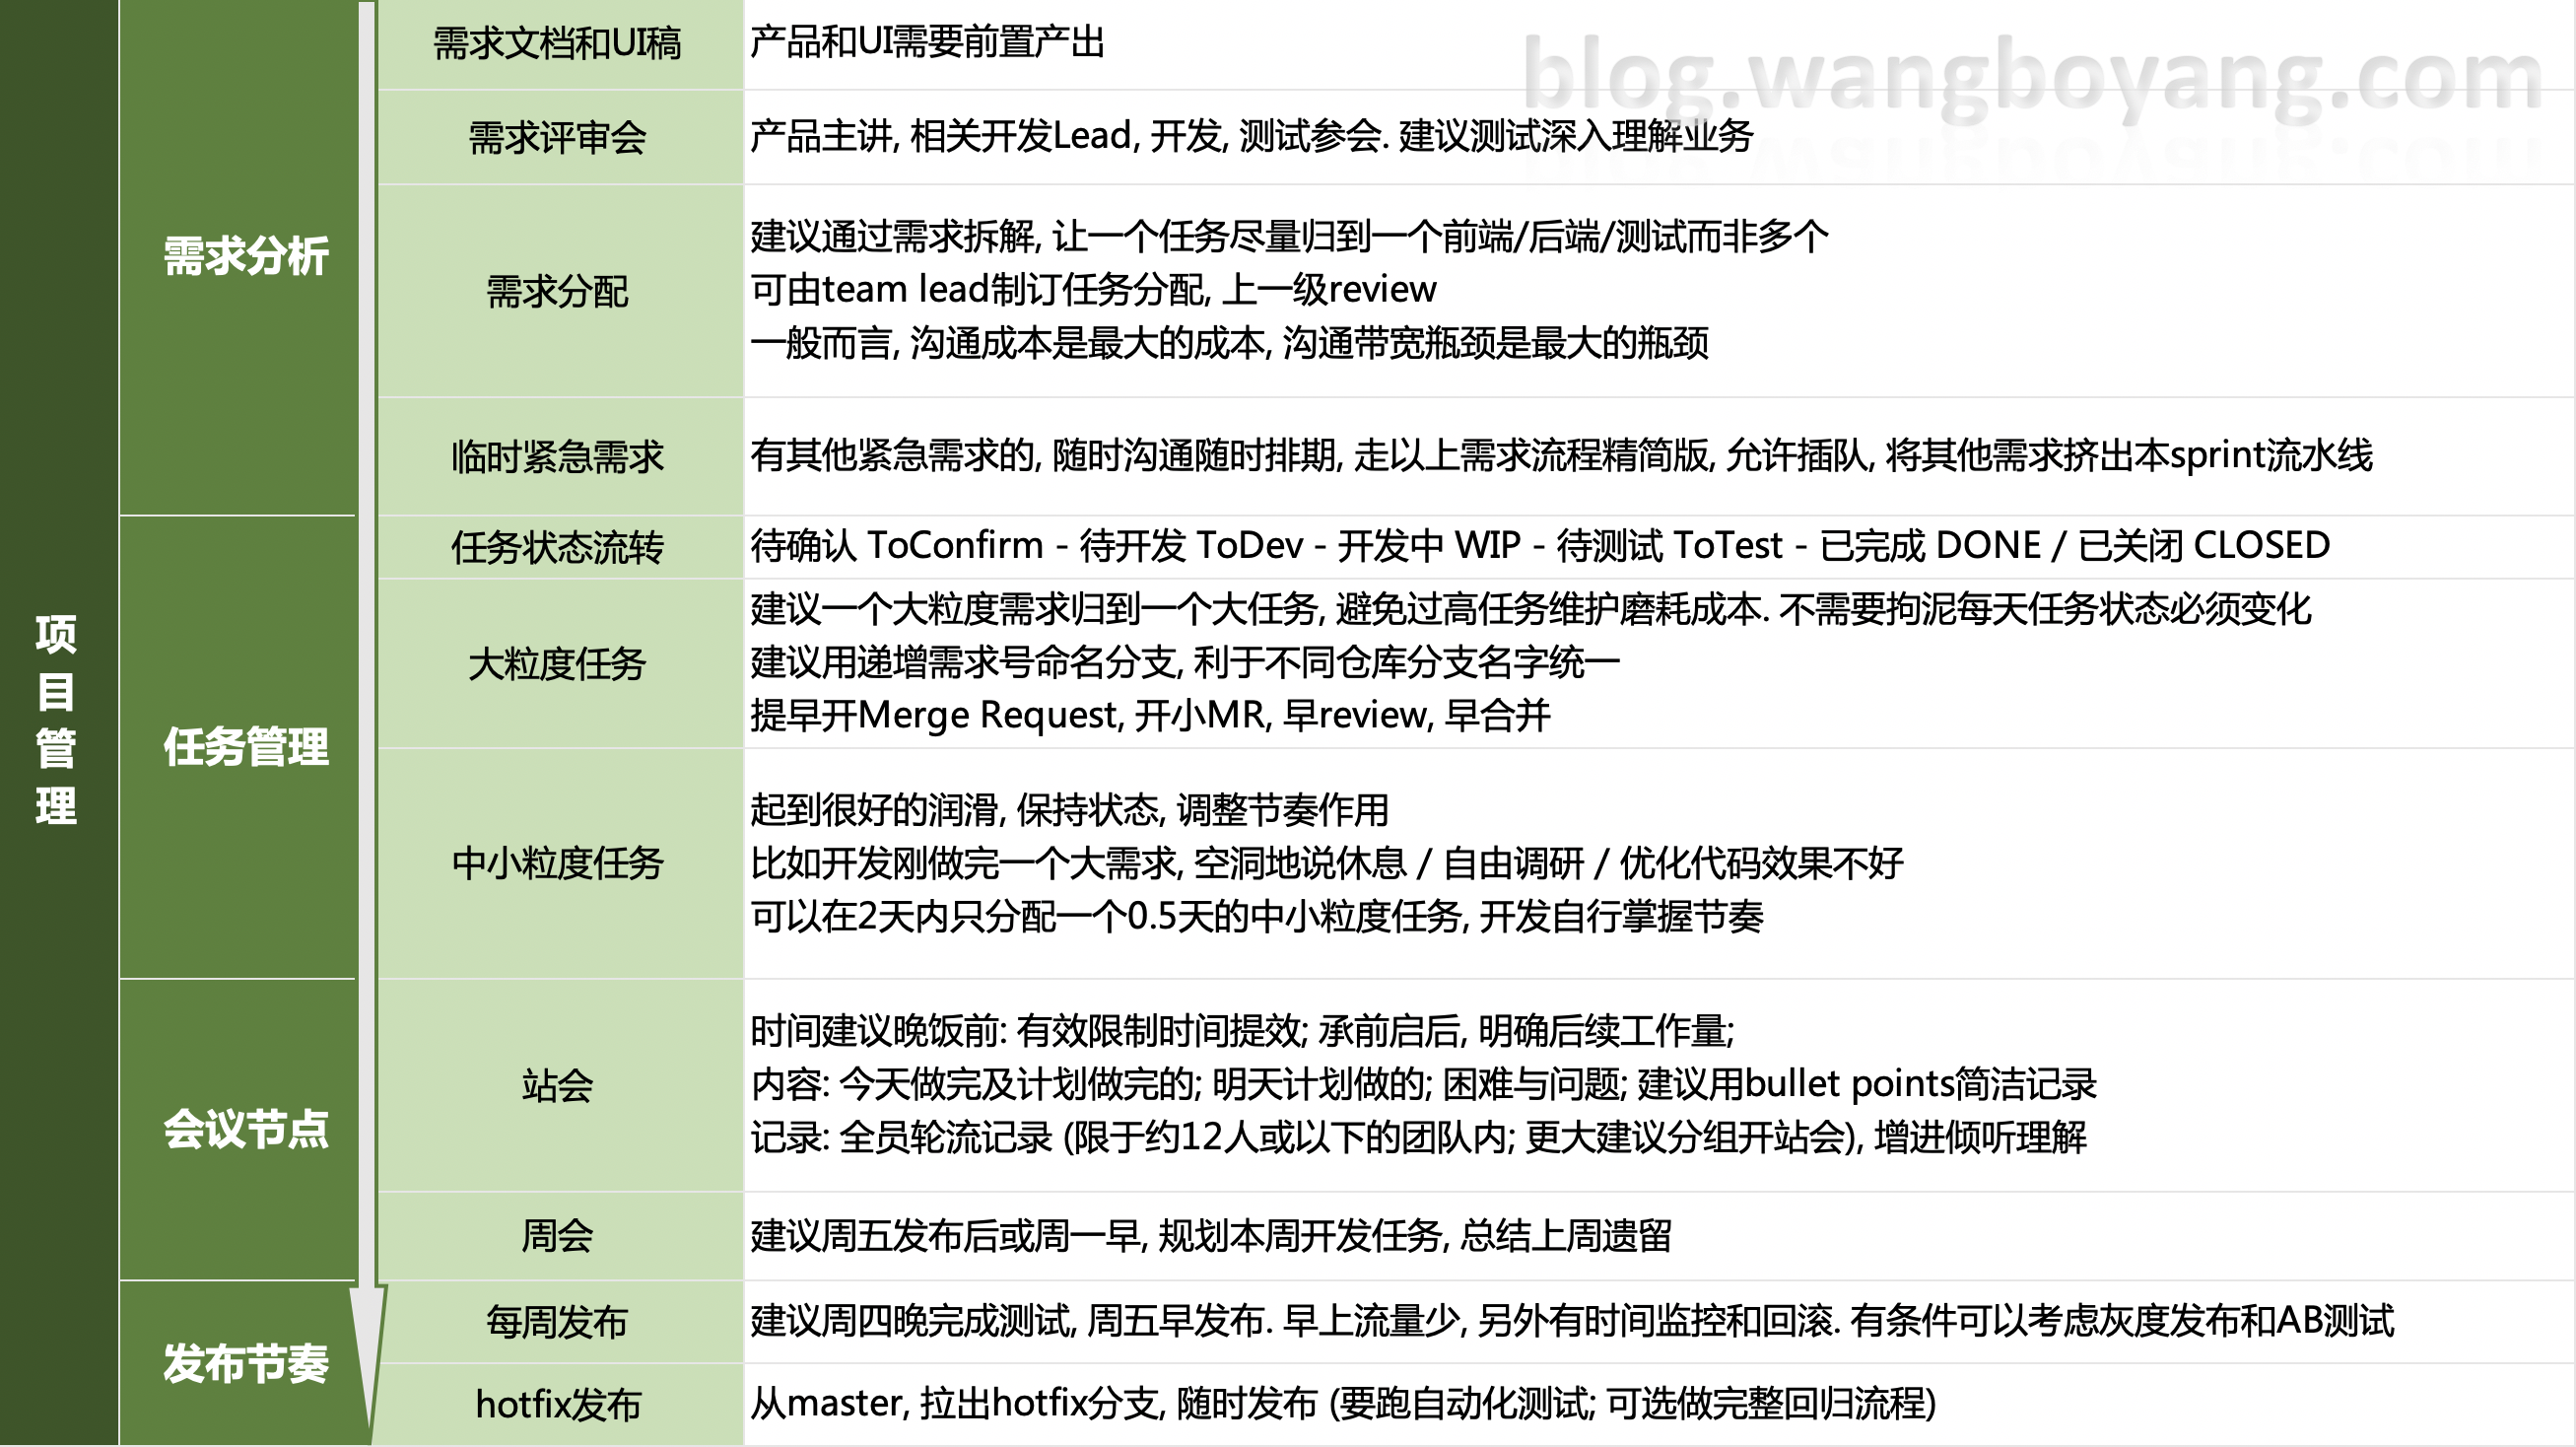 项目管理
需求分析
需求文档和UI稿
产品和UI需要前置产出
blog.wangboyang.com
需求评审会
产品主讲, 相关开发Lead, 开发, 测试参会. 建议测试深入理解业务
需求分配
建议通过需求拆解, 让一个任务尽量归到一个前端/后端/测试而非多个
可由team lead制订任务分配, 上一级review
一般而言, 沟通成本是最大的成本, 沟通带宽瓶颈是最大的瓶颈
临时紧急需求
有其他紧急需求的, 随时沟通随时排期, 走以上需求流程精简版, 允许插队, 将其他需求挤出本sprint流水线
任务管理
任务状态流转
待确认 ToConfirm - 待开发 ToDev - 开发中 WIP - 待测试 ToTest - 已完成 DONE / 已关闭 CLOSED
大粒度任务
建议一个大粒度需求归到一个大任务, 避免过高任务维护磨耗成本. 不需要拘泥每天任务状态必须变化
建议用递增需求号命名分支, 利于不同仓库分支名字统一
提早开Merge Request, 开小MR, 早review, 早合并
中小粒度任务
起到很好的润滑, 保持状态, 调整节奏作用
比如开发刚做完一个大需求, 空洞地说休息 / 自由调研 / 优化代码效果不好
可以在2天内只分配一个0.5天的中小粒度任务, 开发自行掌握节奏
会议节点
站会
时间建议晚饭前: 有效限制时间提效; 承前启后, 明确后续工作量;
内容: 今天做完及计划做完的; 明天计划做的; 困难与问题; 建议用bullet points简洁记录
记录: 全员轮流记录 (限于约12人或以下的团队内; 更大建议分组开站会), 增进倾听理解
周会
建议周五发布后或周一早, 规划本周开发任务, 总结上周遗留
发布节奏
每周发布
建议周四晚完成测试, 周五早发布. 早上流量少, 另外有时间监控和回滚. 有条件可以考虑灰度发布和AB测试
hotfix发布
从master, 拉出hotfix分支, 随时发布 (要跑自动化测试; 可选做完整回归流程)